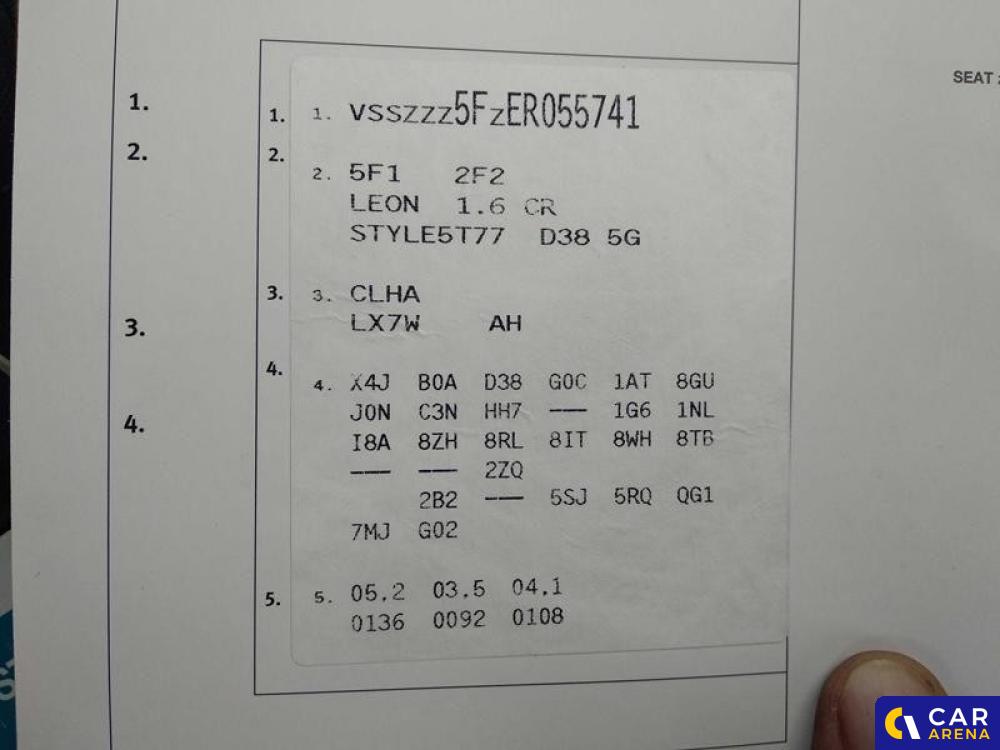 SEAT :
1.
2.
3.
4.
1. 1. VSSZZZ5FZER055741
2.
2. 5F1 2F2
LEON 1.6 CR
STYLE5T77 D38 5G
3. 3. CLHA
LX7W AH
4.
4. X4J B0A D38 G0C 1AT 8GU
J0N C3N HH7 --- 1G6 1NL
I8A 8ZH 8RL 8IT 8WH 8TB
--- --- 2ZQ
2B2 --- 5SJ 5RQ QG1
7MJ G02
5. 5. 05.2 03.5 04.1
0136 0092 0108
CAR
ARENA